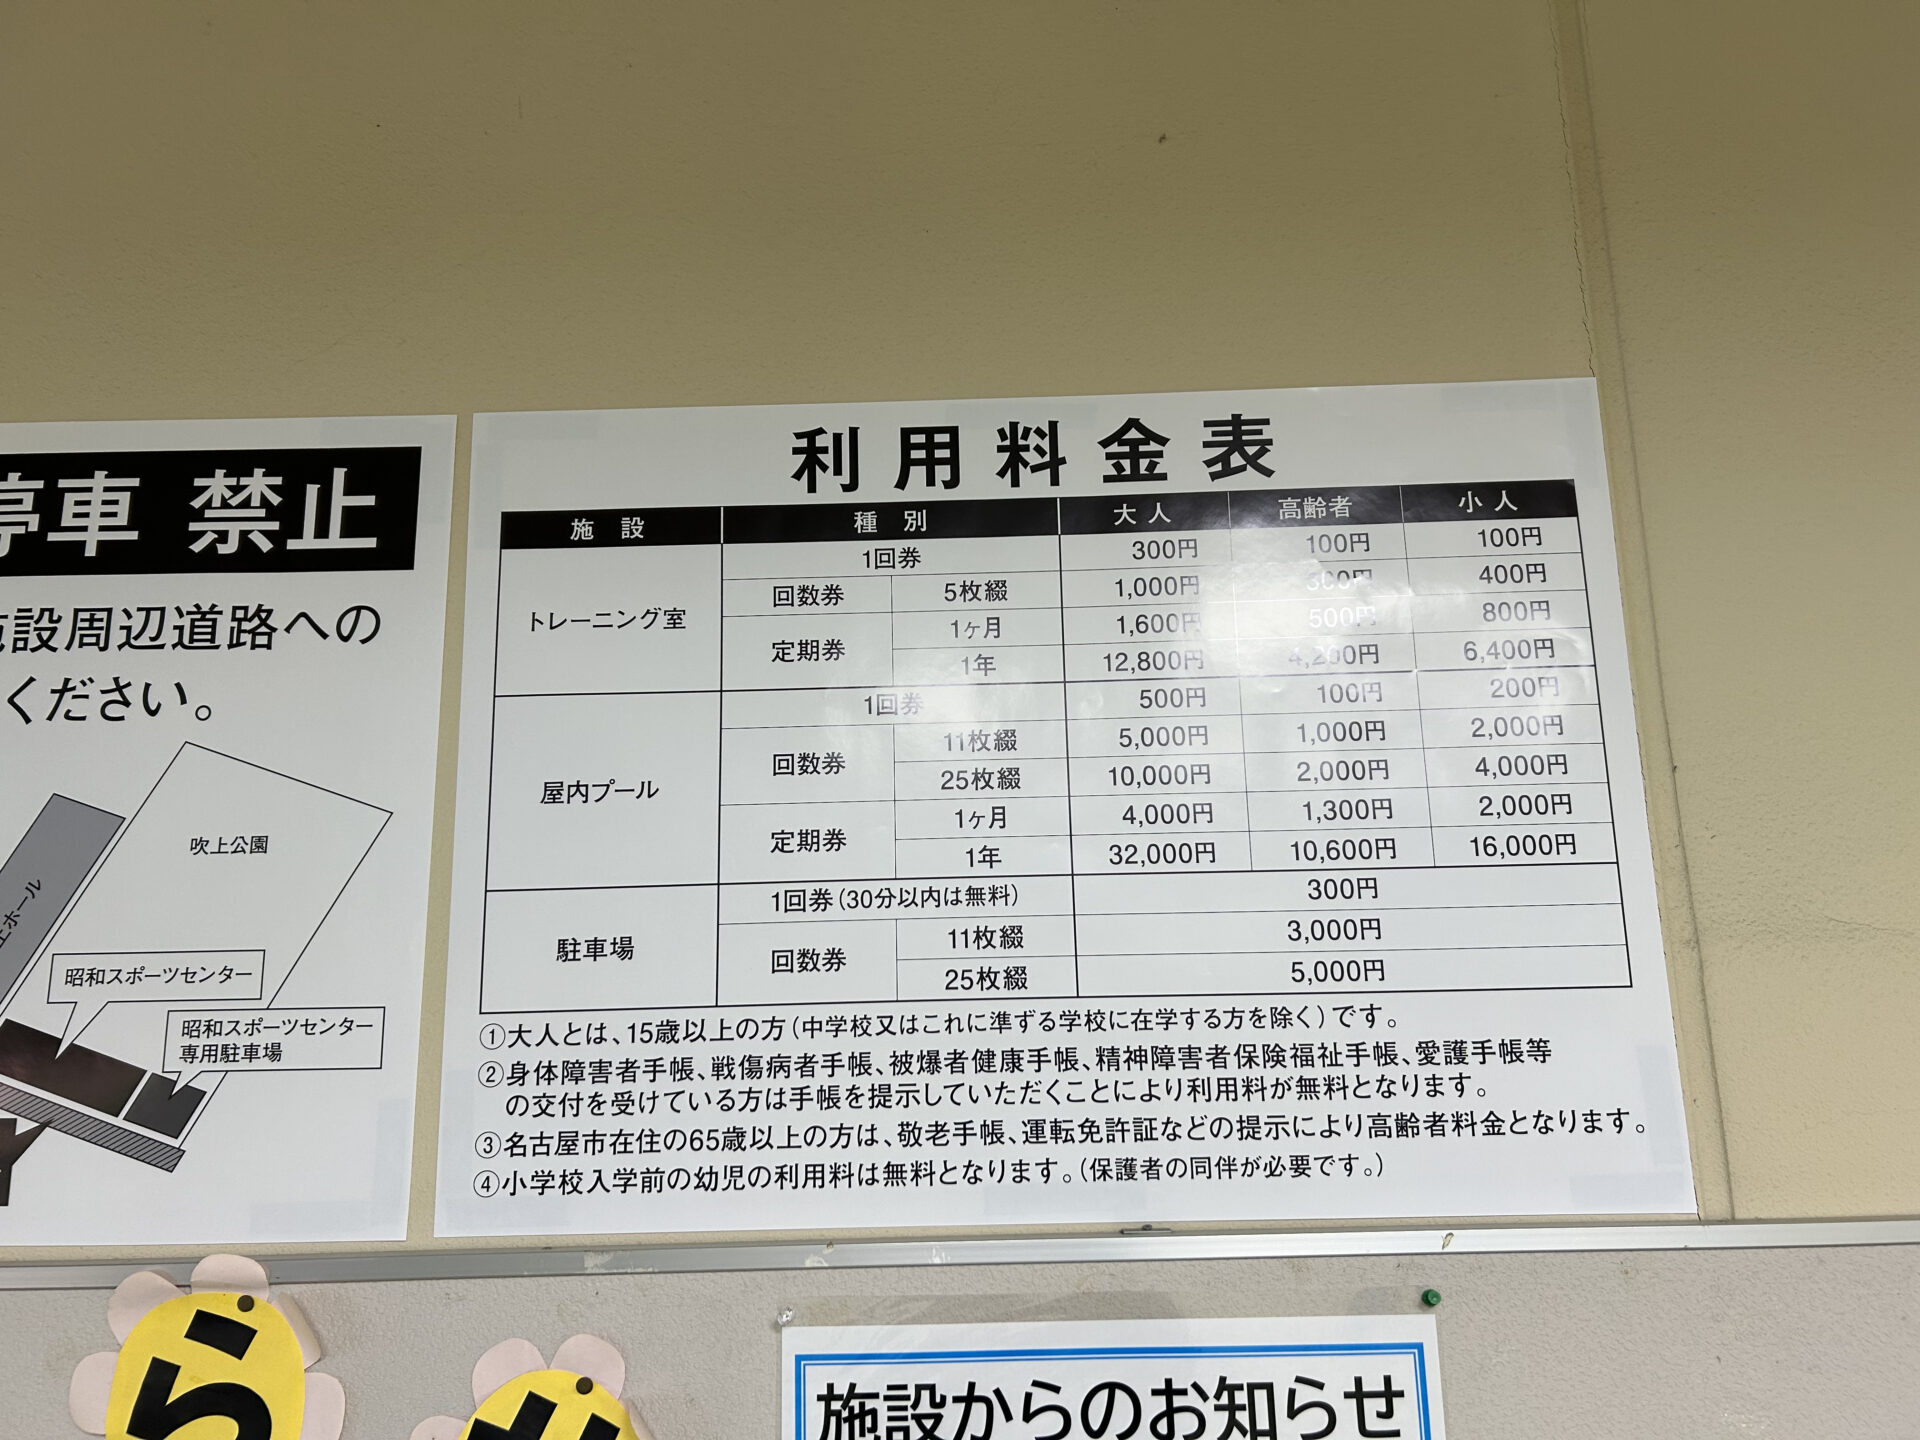 停車 禁止
施設周辺道路への
ください。
吹上公園
ホール
昭和スポーツセンター
昭和スポーツセンター
専用駐車場
利用料金表
施設 種別 大人 高齢者 小人
トレーニング室 1回券 300円 100円 100円
回数券 5枚綴 1,000円 300円 400円
定期券 1ヶ月 1,600円 500円 800円
1年 12,800円 4,200円 6,400円
屋内プール 1回券 500円 100円 200円
回数券 11枚綴 5,000円 1,000円 2,000円
25枚綴 10,000円 2,000円 4,000円
定期券 1ヶ月 4,000円 1,300円 2,000円
1年 32,000円 10,600円 16,000円
駐車場 1回券(30分以内は無料) 300円
回数券 11枚綴 3,000円
25枚綴 5,000円
①大人とは、15歳以上の方(中学校又はこれに準ずる学校に在学する方を除く)です。
②身体障害者手帳、戦傷病者手帳、被爆者健康手帳、精神障害者保険福祉手帳、愛護手帳等
の交付を受けている方は手帳を提示していただくことにより利用料が無料となります。
③名古屋市在住の65歳以上の方は、敬老手帳、運転免許証などの提示により高齢者料金となります。
④小学校入学前の幼児の利用料は無料となります。(保護者の同伴が必要です。)
ら
施設からのお知らせ